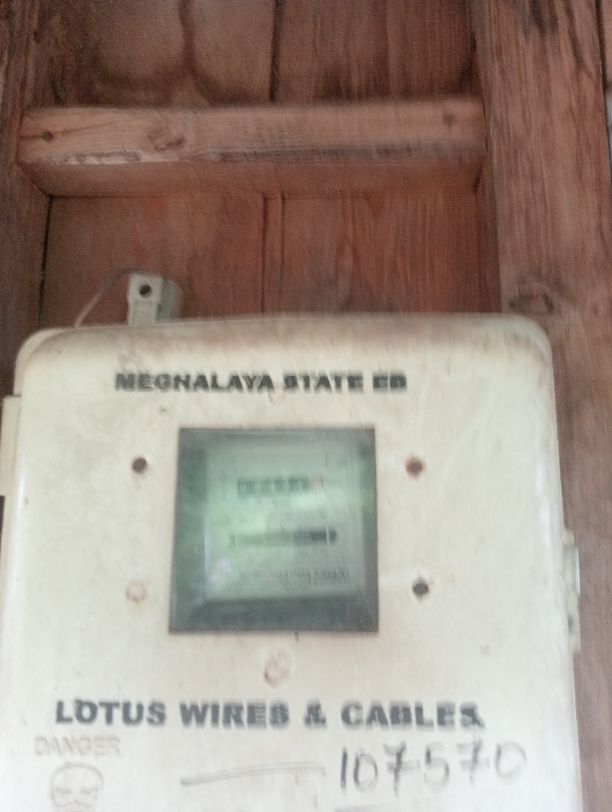 MEGHALAYA STATE EB
LOTUS WIRES & CABLES
DANGER
107570